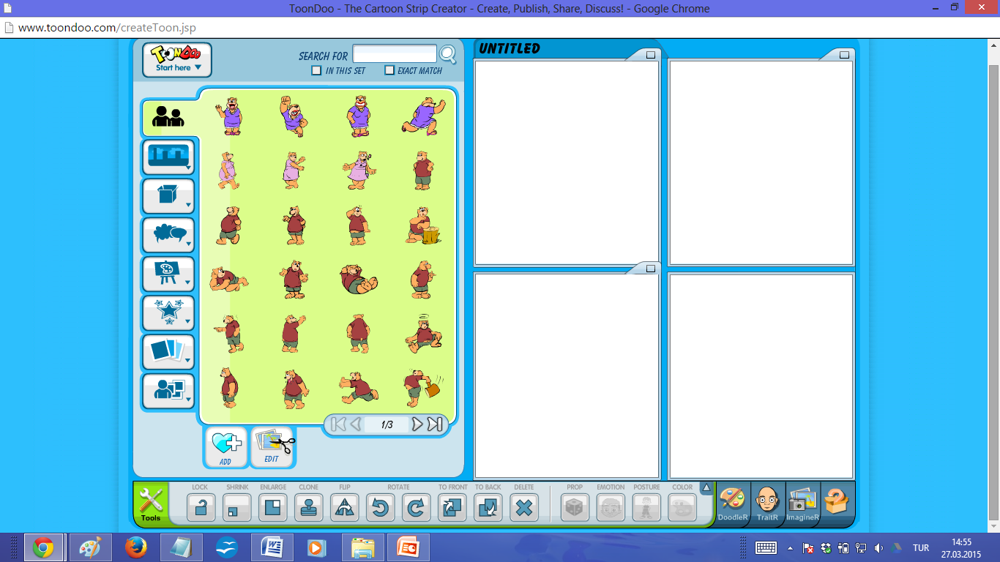 ToonDoo - The Cartoon Strip Creator - Create, Publish, Share, Discuss! - Google Chrome
www.toondoo.com/createToon.jsp
TOONDOO
Start here
SEARCH FOR
IN THIS SET
EXACT MATCH
UNTITLED
1/3
ADD
EDIT
Tools
LOCK SHRINK ENLARGE CLONE FLIP ROTATE TO FRONT TO BACK DELETE
PROP EMOTION POSTURE COLOR
DoodleR TraitR ImagineR
TUR
14:55
27.03.2015